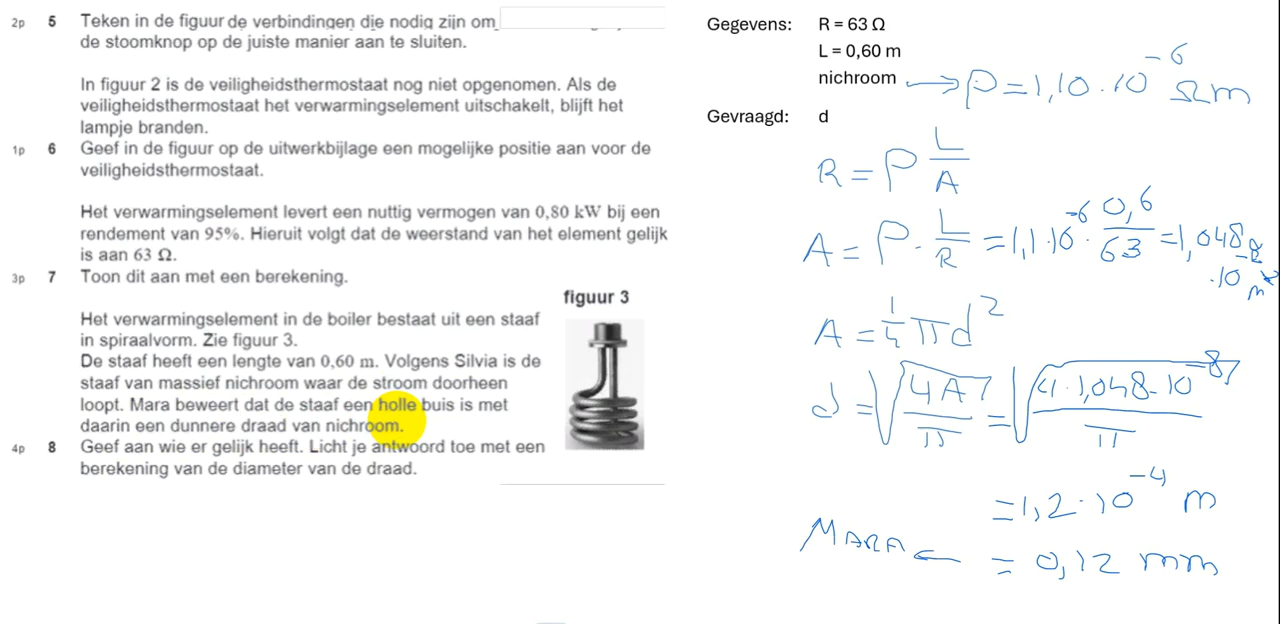 2p 5 Teken in de figuur de verbindingen die nodig zijn om
de stoomknop op de juiste manier aan te sluiten.
In figuur 2 is de veiligheidsthermostaat nog niet opgenomen. Als de
veiligheidsthermostaat het verwarmingselement uitschakelt, blijft het
lampje branden.
1p 6 Geef in de figuur op de uitwerkbijlage een mogelijke positie aan voor de
veiligheidsthermostaat.
Het verwarmingselement levert een nuttig vermogen van 0,80 kW bij een
rendement van 95%. Hieruit volgt dat de weerstand van het element gelijk
is aan 63 Ω.
3p 7 Toon dit aan met een berekening.
figuur 3
Het verwarmingselement in de boiler bestaat uit een staaf
in spiraalvorm. Zie figuur 3.
De staaf heeft een lengte van 0,60 m. Volgens Silvia is de
staaf van massief nichroom waar de stroom doorheen
loopt. Mara beweert dat de staaf een holle buis is met
daarin een dunnere draad van nichroom.
4p 8 Geef aan wie er gelijk heeft. Licht je antwoord toe met een
berekening van de diameter van de draad.
Gegevens: R = 63 Ω
L = 0,60 m
nichroom → ρ = 1,10 · 10^-6 Ωm
Gevraagd: d
R = ρ L/A
A = ρ · L/R = 1,1 · 10^-6 · 0,6/63 = 1,048 · 10^-8 m²
A = 1/4 π d²
d = √(4A/π) = √(4 · 1,048 · 10^-8/π)
= 1,2 · 10^-4 m
MARA ← = 0,12 mm